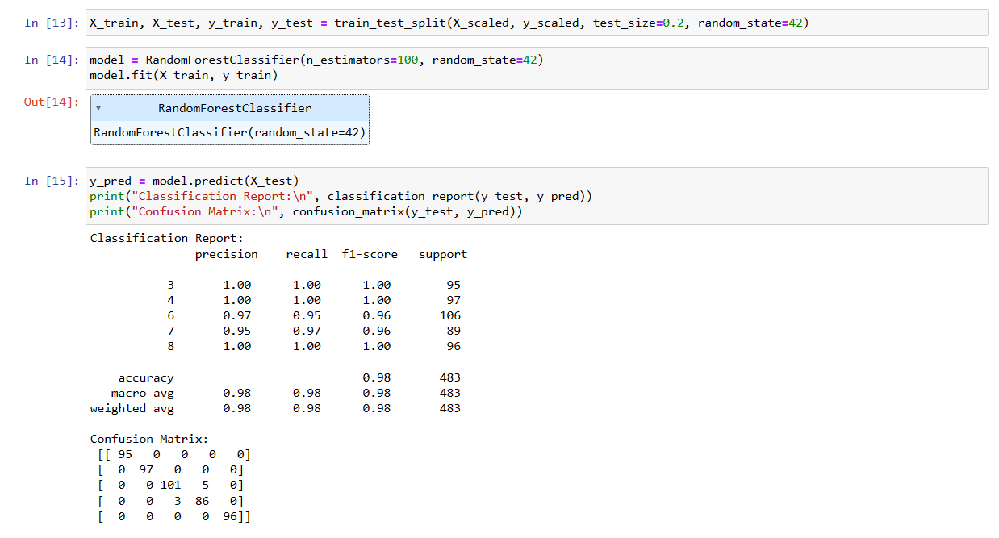 In [13]: X_train, X_test, y_train, y_test = train_test_split(X_scaled, y_scaled, test_size=0.2, random_state=42)
In [14]: model = RandomForestClassifier(n_estimators=100, random_state=42)
model.fit(X_train, y_train)
Out[14]: ▾ RandomForestClassifier
RandomForestClassifier(random_state=42)
In [15]: y_pred = model.predict(X_test)
print("Classification Report:\n", classification_report(y_test, y_pred))
print("Confusion Matrix:\n", confusion_matrix(y_test, y_pred))
Classification Report:
precision recall f1-score support
3 1.00 1.00 1.00 95
4 1.00 1.00 1.00 97
6 0.97 0.95 0.96 106
7 0.95 0.97 0.96 89
8 1.00 1.00 1.00 96
accuracy 0.98 483
macro avg 0.98 0.98 0.98 483
weighted avg 0.98 0.98 0.98 483
Confusion Matrix:
[[ 95 0 0 0 0]
[ 0 97 0 0 0]
[ 0 0 101 5 0]
[ 0 0 3 86 0]
[ 0 0 0 0 96]]